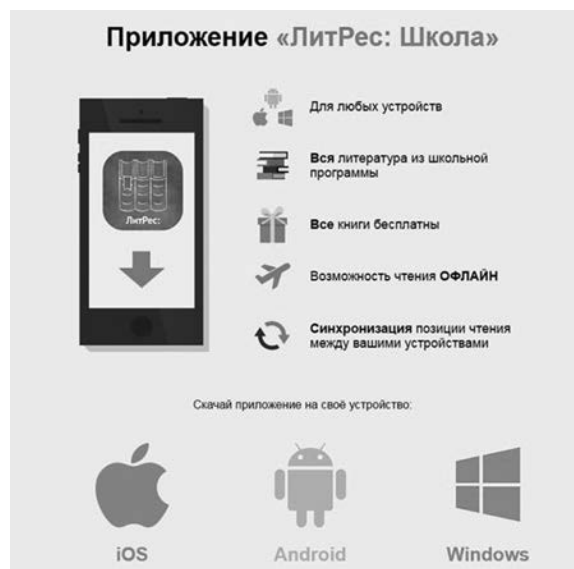 Приложение «ЛитРес: Школа»
ЛитРес:
Для любых устройств
Вся литература из школьной
программы
Все книги бесплатны
Возможность чтения ОФЛАЙН
Синхронизация позиции чтения
между вашими устройствами
Скачай приложение на своё устройство:
iOS
Android
Windows